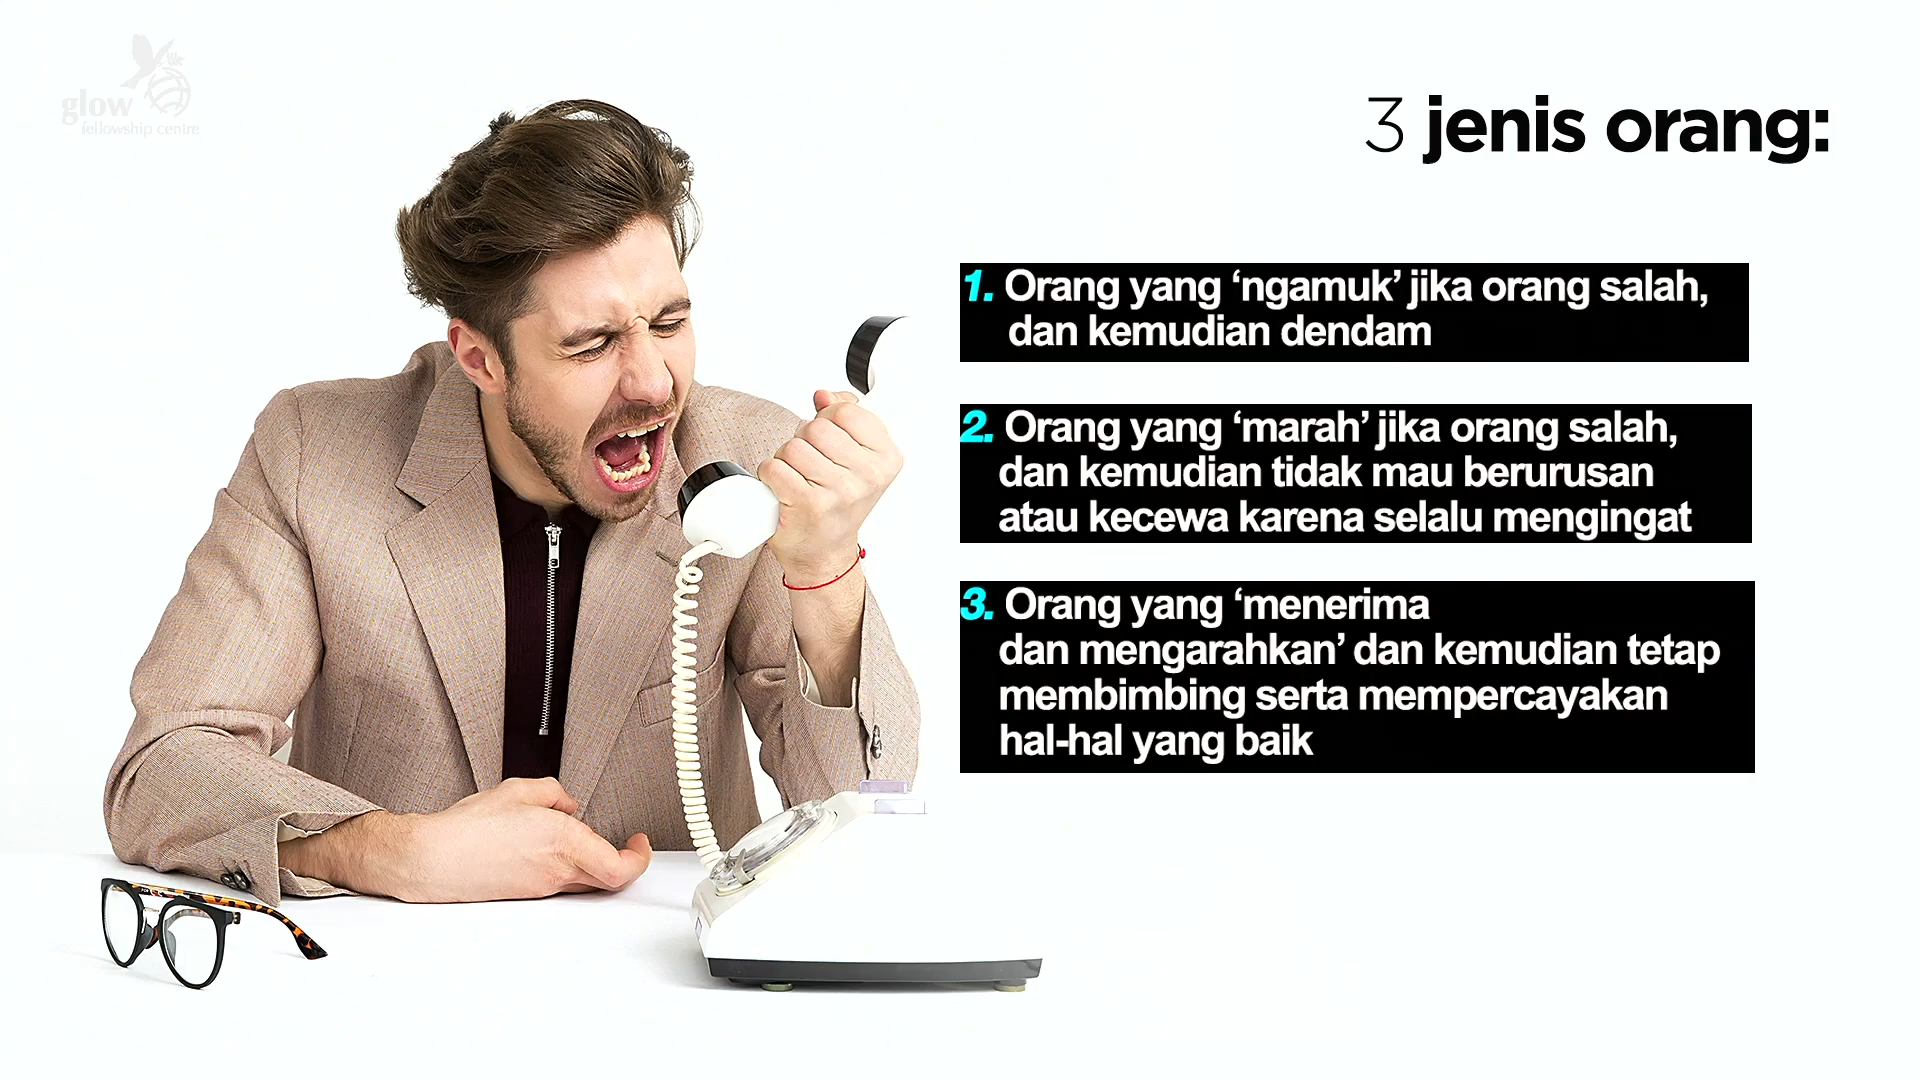 glow
fellowship centre
3 jenis orang:
1. Orang yang ‘ngamuk’ jika orang salah,
dan kemudian dendam
2. Orang yang ‘marah’ jika orang salah,
dan kemudian tidak mau berurusan
atau kecewa karena selalu mengingat
3. Orang yang ‘menerima
dan mengarahkan’ dan kemudian tetap
membimbing serta mempercayakan
hal-hal yang baik